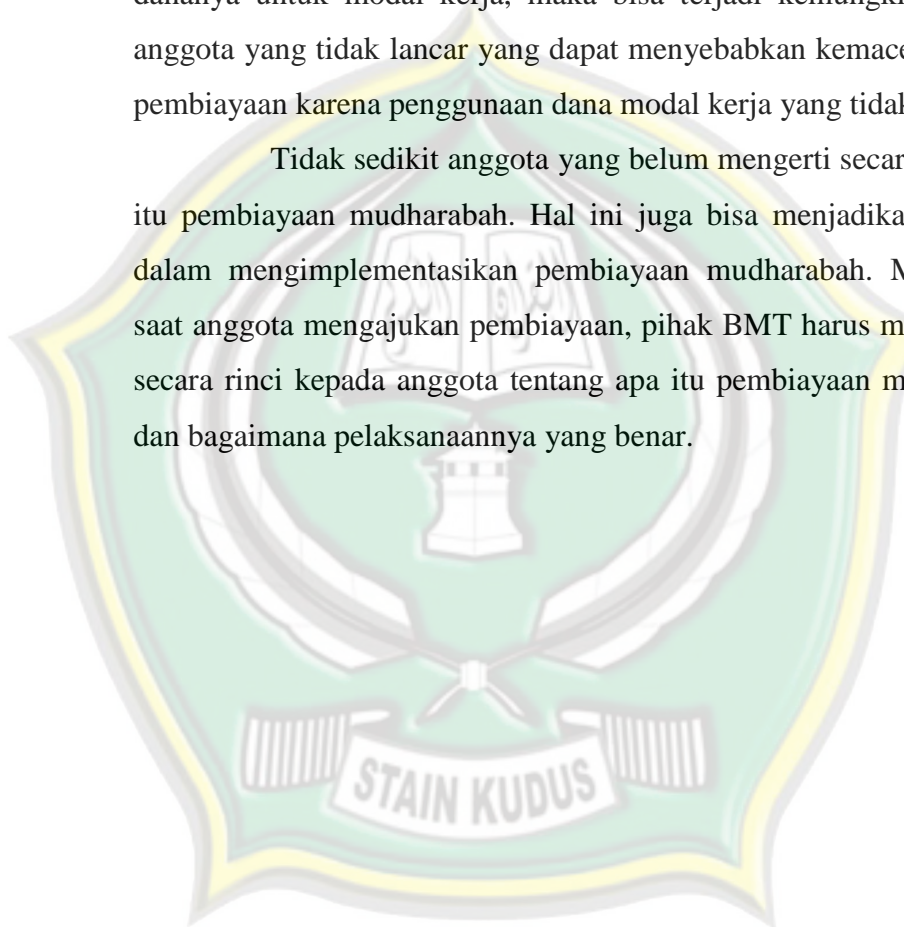 dananya untuk modal kerja, maka bisa terjadi
anggota yang tidak lancar yang dapat menyebabkan
pembiayaan karena penggunaan dana modal kerja yang tidak
Tidak sedikit anggota yang belum mengerti
itu pembiayaan mudharabah. Hal ini juga bisa
dalam mengimplementasikan pembiayaan mudharabah.
saat anggota mengajukan pembiayaan, pihak BMT harus
secara rinci kepada anggota tentang apa itu pembiayaan
dan bagaimana pelaksanaannya yang benar.
STAIN KUDUS